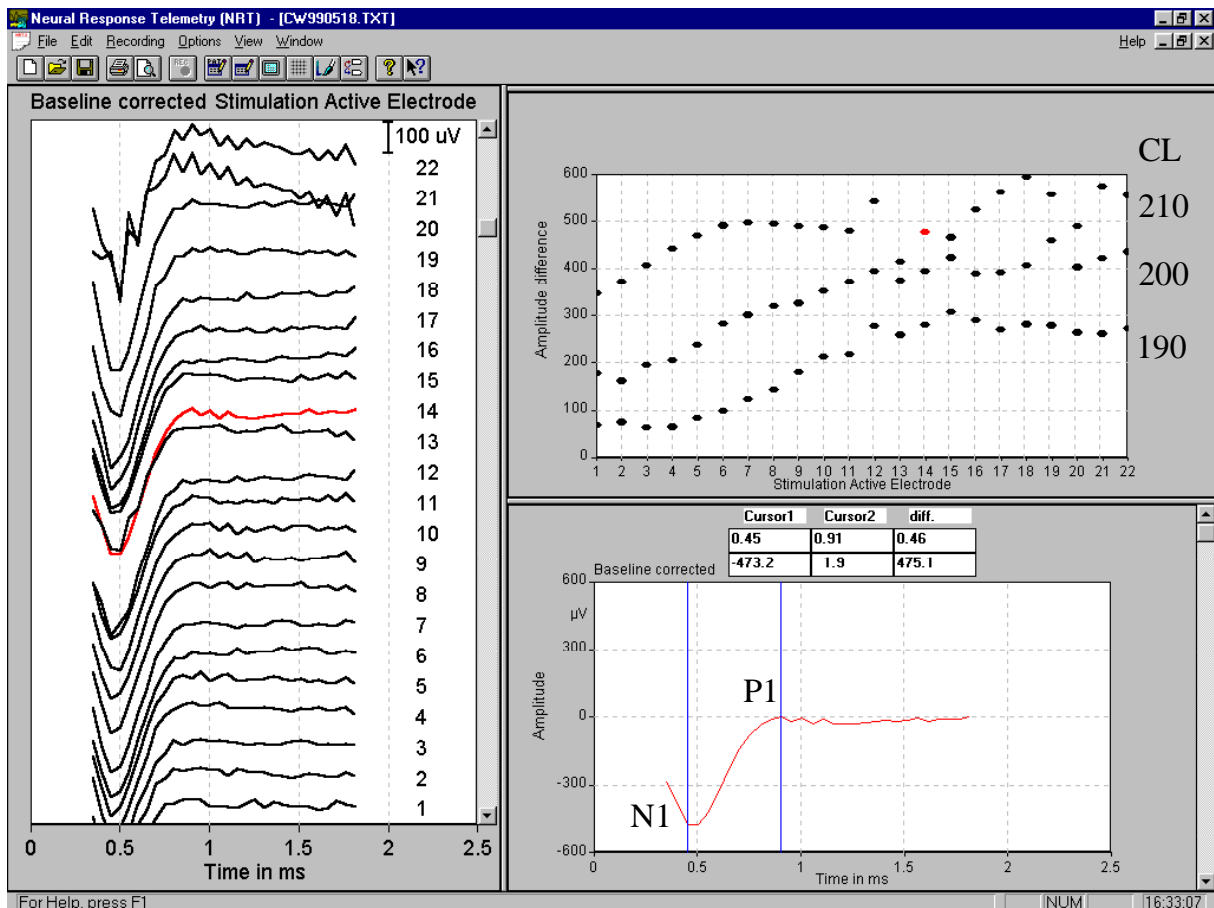 Neural Response Telemetry (NRT) - [CW990518.TXT]
File Edit Recording Options View Window Help
REC
Baseline corrected Stimulation Active Electrode
100 uV
22
21
20
19
18
17
16
15
14
13
12
11
10
9
8
7
6
5
4
3
2
1
0 0.5 1 1.5 2 2.5
Time in ms
CL
210
200
190
600
500
400
300
200
100
0
Amplitude difference
1 2 3 4 5 6 7 8 9 10 11 12 13 14 15 16 17 18 19 20 21 22
Stimulation Active Electrode
Cursor1 Cursor2 diff.
0.45 0.91 0.46
-473.2 1.9 475.1
Baseline corrected
600
µV
300
0
-300
-600
Amplitude
P1
N1
0 0.5 1 1.5 2 2.5
Time in ms
For Help, press F1 NUM 16:33:07